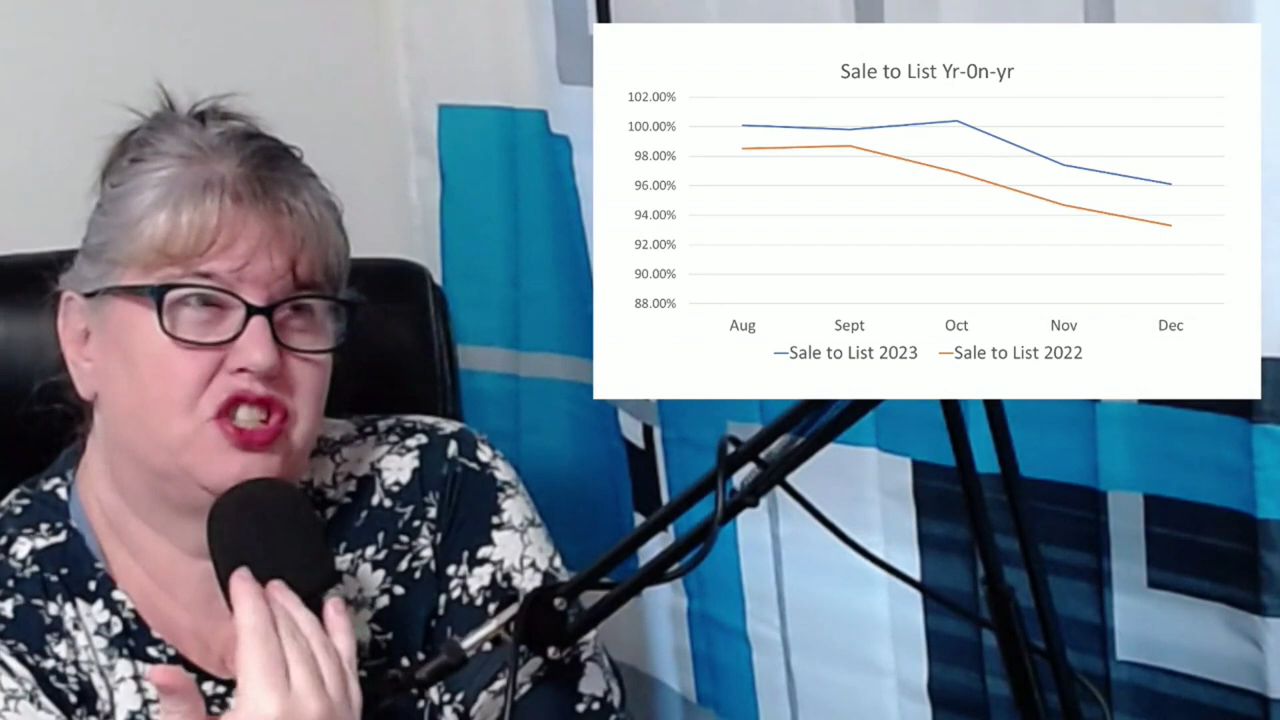 Sale to List Yr-0n-yr
102.00%
100.00%
98.00%
96.00%
94.00%
92.00%
90.00%
88.00%
Aug Sept Oct Nov Dec
Sale to List 2023 Sale to List 2022